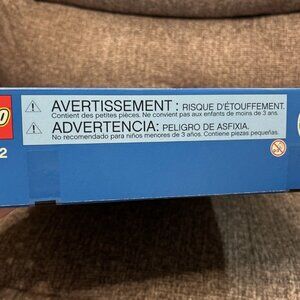 AVERTISSEMENT : RISQUE D'ÉTOUFFEMENT.
Contient des petites pièces. Ne convient pas aux enfants de moins de 3 ans.
ADVERTENCIA: PELIGRO DE ASFIXIA.
No recomendado para niños menores de 3 años. Contiene piezas pequeñas.
2